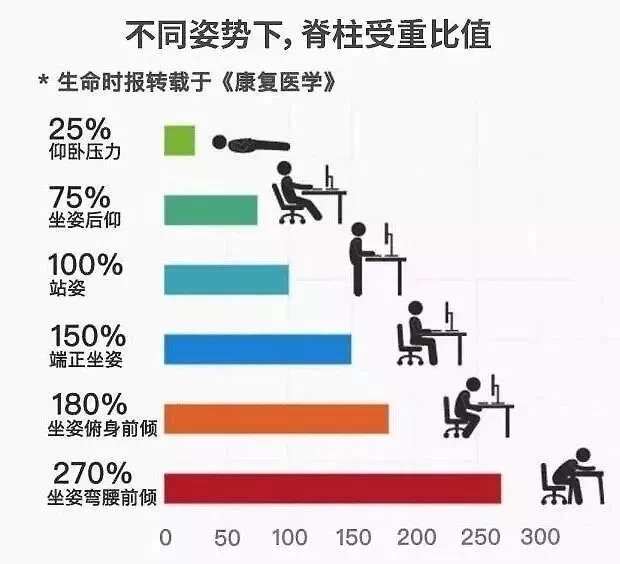 不同姿势下，脊柱受重比值
* 生命时报转载于《康复医学》
25%
仰卧压力
75%
坐姿后仰
100%
站姿
150%
端正坐姿
180%
坐姿俯身前倾
270%
坐姿弯腰前倾
0 50 100 150 200 250 300